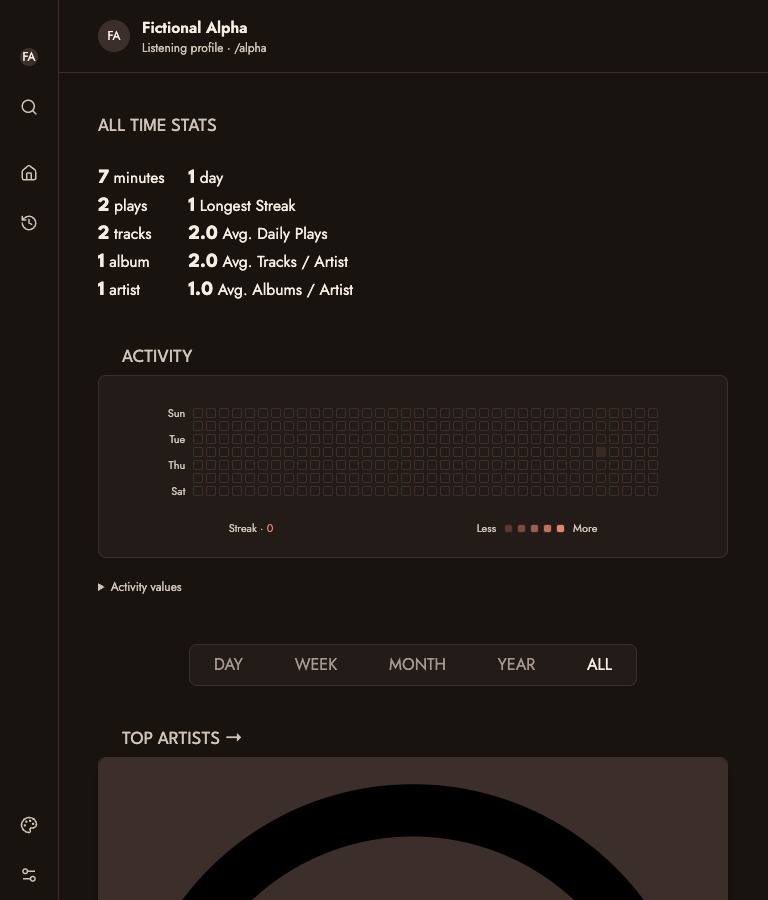 FA
FA
Fictional Alpha
Listening profile · /alpha
ALL TIME STATS
7 minutes
2 plays
2 tracks
1 album
1 artist
1 day
1 Longest Streak
2.0 Avg. Daily Plays
2.0 Avg. Tracks / Artist
1.0 Avg. Albums / Artist
ACTIVITY
Sun
Tue
Thu
Sat
Streak · 0
Less
More
Activity values
DAY WEEK MONTH YEAR ALL
TOP ARTISTS →